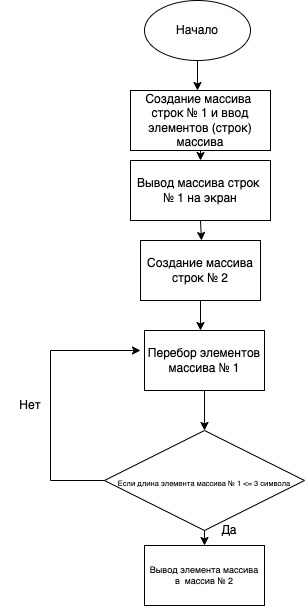 Начало
Создание массива
строк № 1 и ввод
элементов (строк)
массива
Вывод массива строк
№ 1 на экран
Создание массива
строк № 2
Перебор элементов
массива № 1
Нет
Если длина элемента массива № 1 <= 3 символа
Да
Вывод элемента массива
в массив № 2